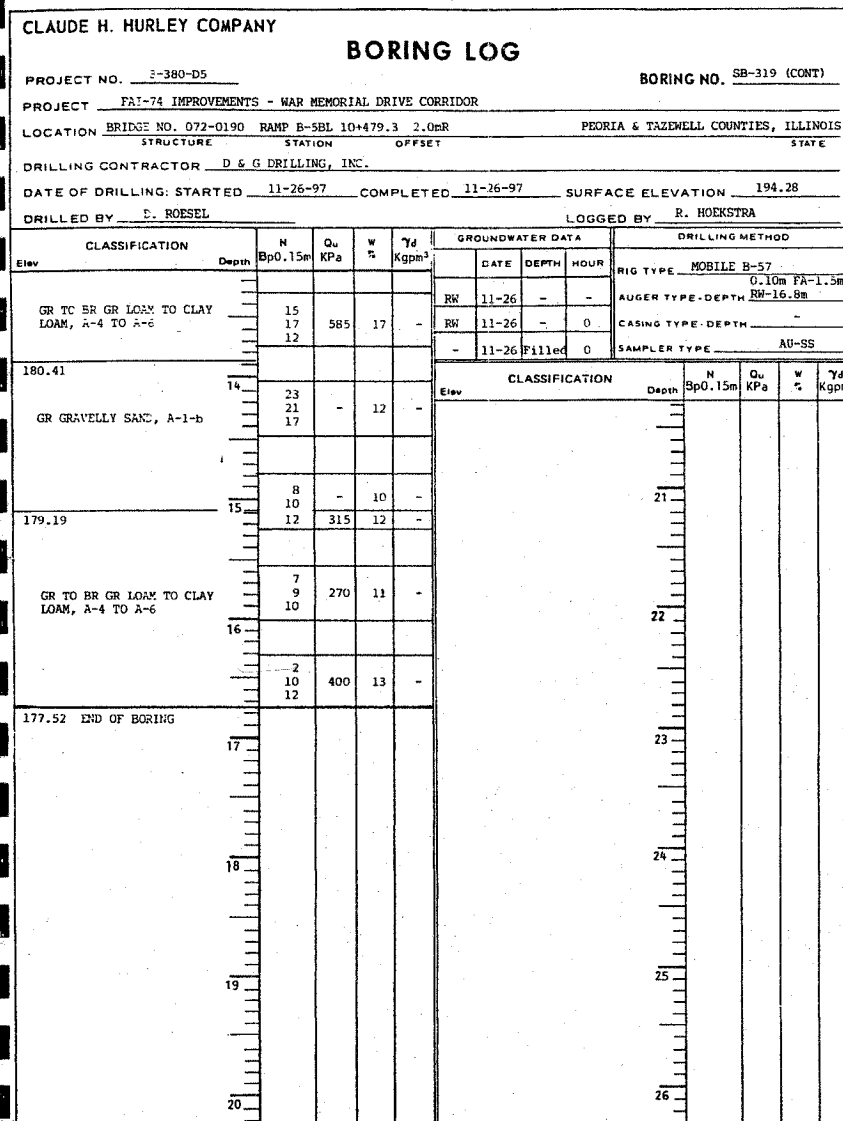 CLAUDE H. HURLEY COMPANY
BORING LOG
PROJECT NO. -380-D5
BORING NO. SB-319 (CONT)
PROJECT FAI-74 IMPROVEMENTS - WAR MEMORIAL DRIVE CORRIDOR
LOCATION BRIDGE NO. 072-0190 RAMP B-5BL 10+479.3 2.0mR PEORIA & TAZEWELL COUNTIES, ILLINOIS
STRUCTURE STATION OFFSET STATE
DRILLING CONTRACTOR D & G DRILLING, INC.
DATE OF DRILLING: STARTED 11-26-97 COMPLETED 11-26-97 SURFACE ELEVATION 194.28
DRILLED BY ROESEL LOGGED BY R. HOEKSTRA
CLASSIFICATION
Elev Depth
N
Bp0.15m
Qu
KPa
W
%
γd
Kgpm³
GROUNDWATER DATA
DATE DEPTH HOUR
RW 11-26 - -
RW 11-26 - 0
- 11-26 Filled 0
DRILLING METHOD
RIG TYPE MOBILE B-57
0.10m FA-1.5m
AUGER TYPE-DEPTH RW-16.8m
CASING TYPE-DEPTH -
SAMPLER TYPE AU-SS
GR TO BR GR LOAM TO CLAY
LOAM, A-4 TO A-6
15
17 585 17 -
12
180.41
14
23
21 - 12 -
17
GR GRAVELLY SAND, A-1-b
8
10 - 10 -
15
179.19
12 315 12 -
7
9 270 11 -
10
GR TO BR GR LOAM TO CLAY
LOAM, A-4 TO A-6
16
2
10 400 13 -
12
177.52 END OF BORING
17
18
19
20
CLASSIFICATION
Elev Depth
N
Bp0.15m
Qu
KPa
W
%
γd
21
22
23
24
25
26